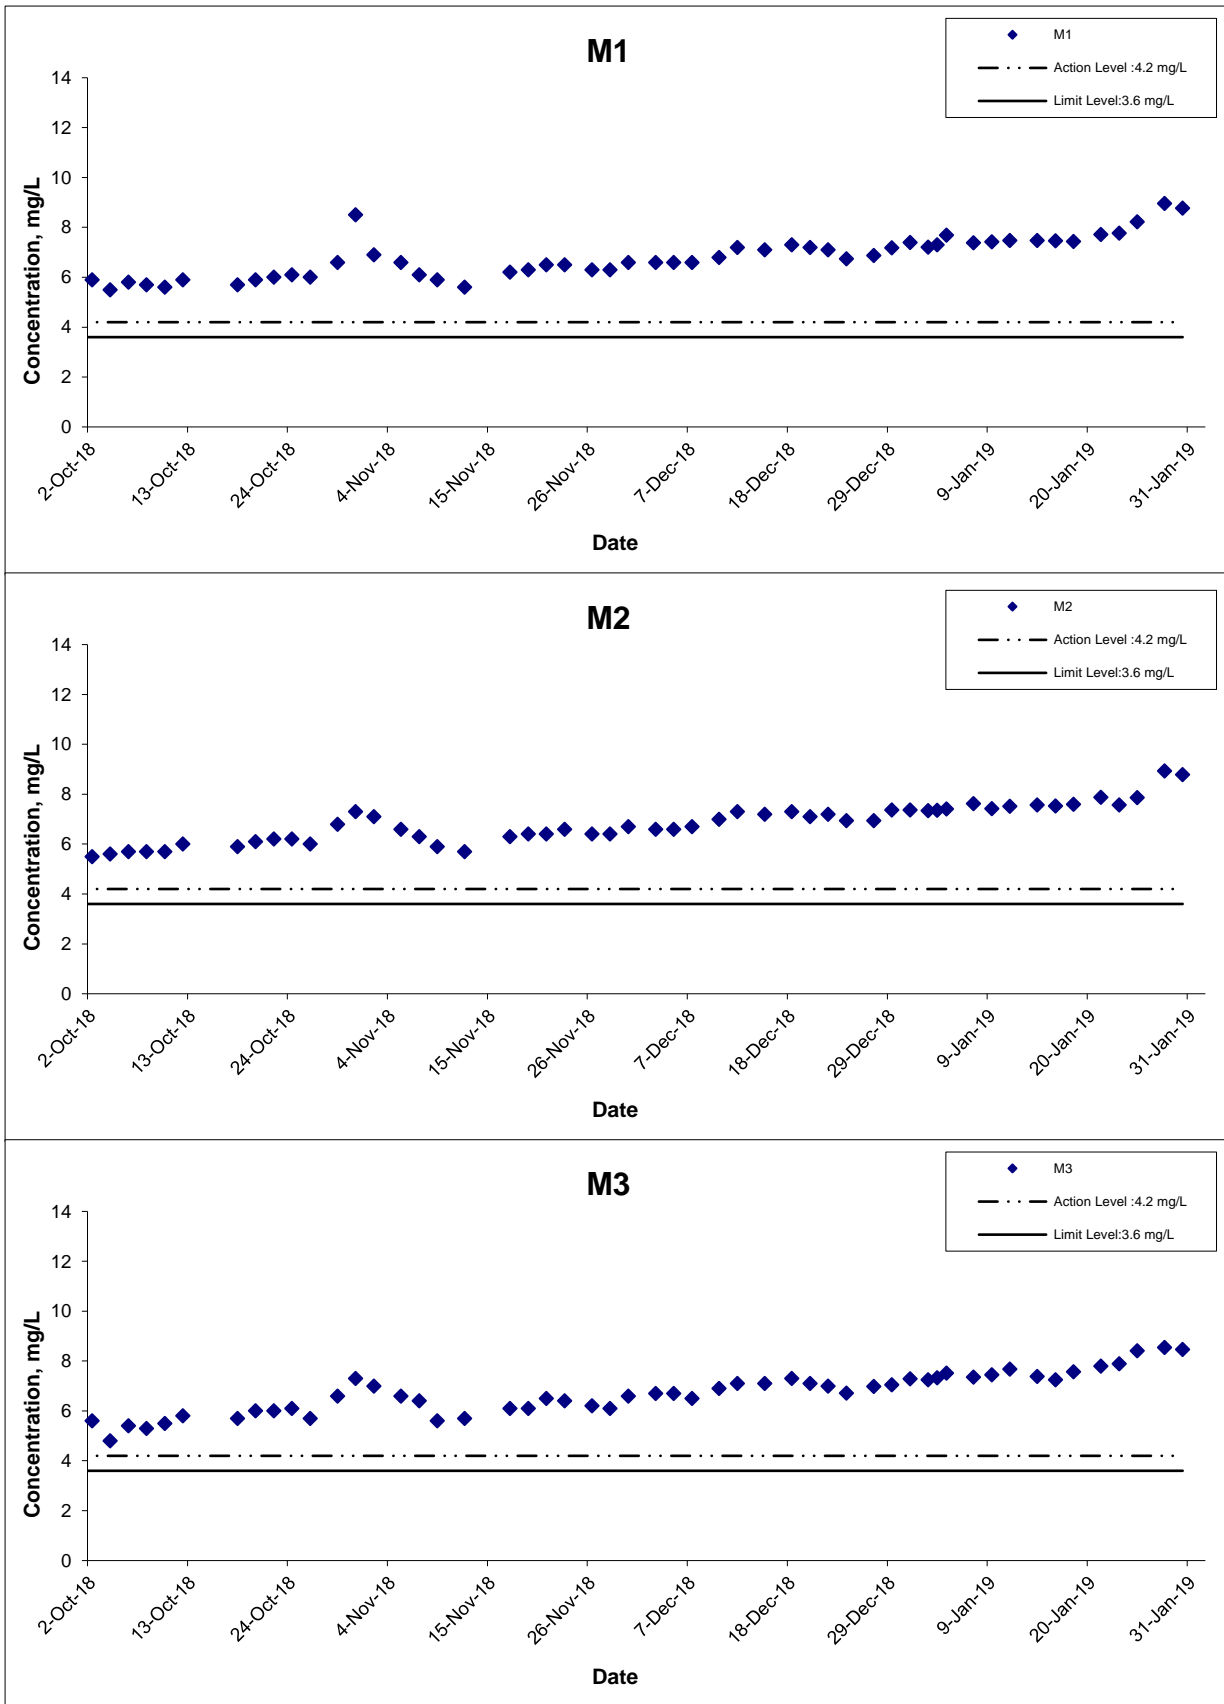 M1
M1
Action Level :4.2 mg/L
Limit Level:3.6 mg/L
Concentration, mg/L
14
12
10
8
6
4
2
0
2-Oct-18
13-Oct-18
24-Oct-18
4-Nov-18
15-Nov-18
26-Nov-18
7-Dec-18
18-Dec-18
29-Dec-18
9-Jan-19
20-Jan-19
31-Jan-19
Date
M2
M2
Action Level :4.2 mg/L
Limit Level:3.6 mg/L
Concentration, mg/L
14
12
10
8
6
4
2
0
2-Oct-18
13-Oct-18
24-Oct-18
4-Nov-18
15-Nov-18
26-Nov-18
7-Dec-18
18-Dec-18
29-Dec-18
9-Jan-19
20-Jan-19
31-Jan-19
Date
M3
M3
Action Level :4.2 mg/L
Limit Level:3.6 mg/L
Concentration, mg/L
14
12
10
8
6
4
2
0
2-Oct-18
13-Oct-18
24-Oct-18
4-Nov-18
15-Nov-18
26-Nov-18
7-Dec-18
18-Dec-18
29-Dec-18
9-Jan-19
20-Jan-19
31-Jan-19
Date